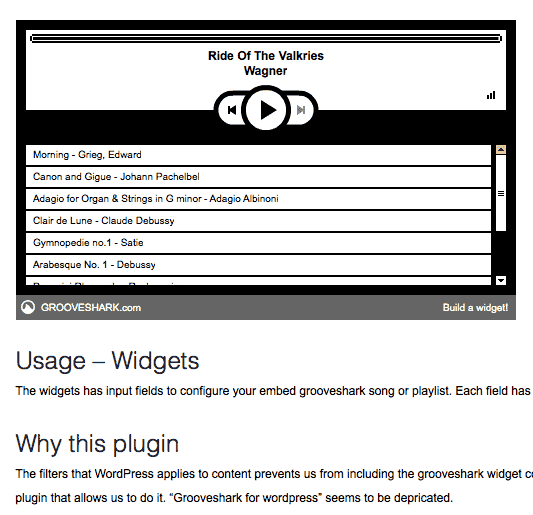 Ride Of The Valkries
Wagner
Morning - Grieg, Edward
Canon and Gigue - Johann Pachelbel
Adagio for Organ & Strings in G minor - Adagio Albinoni
Clair de Lune - Claude Debussy
Gymnopedie no.1 - Satie
Arabesque No. 1 - Debussy
GROOVESHARK.com
Build a widget!
Usage – Widgets
The widgets has input fields to configure your embed grooveshark song or playlist. Each field has
Why this plugin
The filters that WordPress applies to content prevents us from including the grooveshark widget
plugin that allows us to do it. “Grooveshark for wordpress” seems to be depricated.